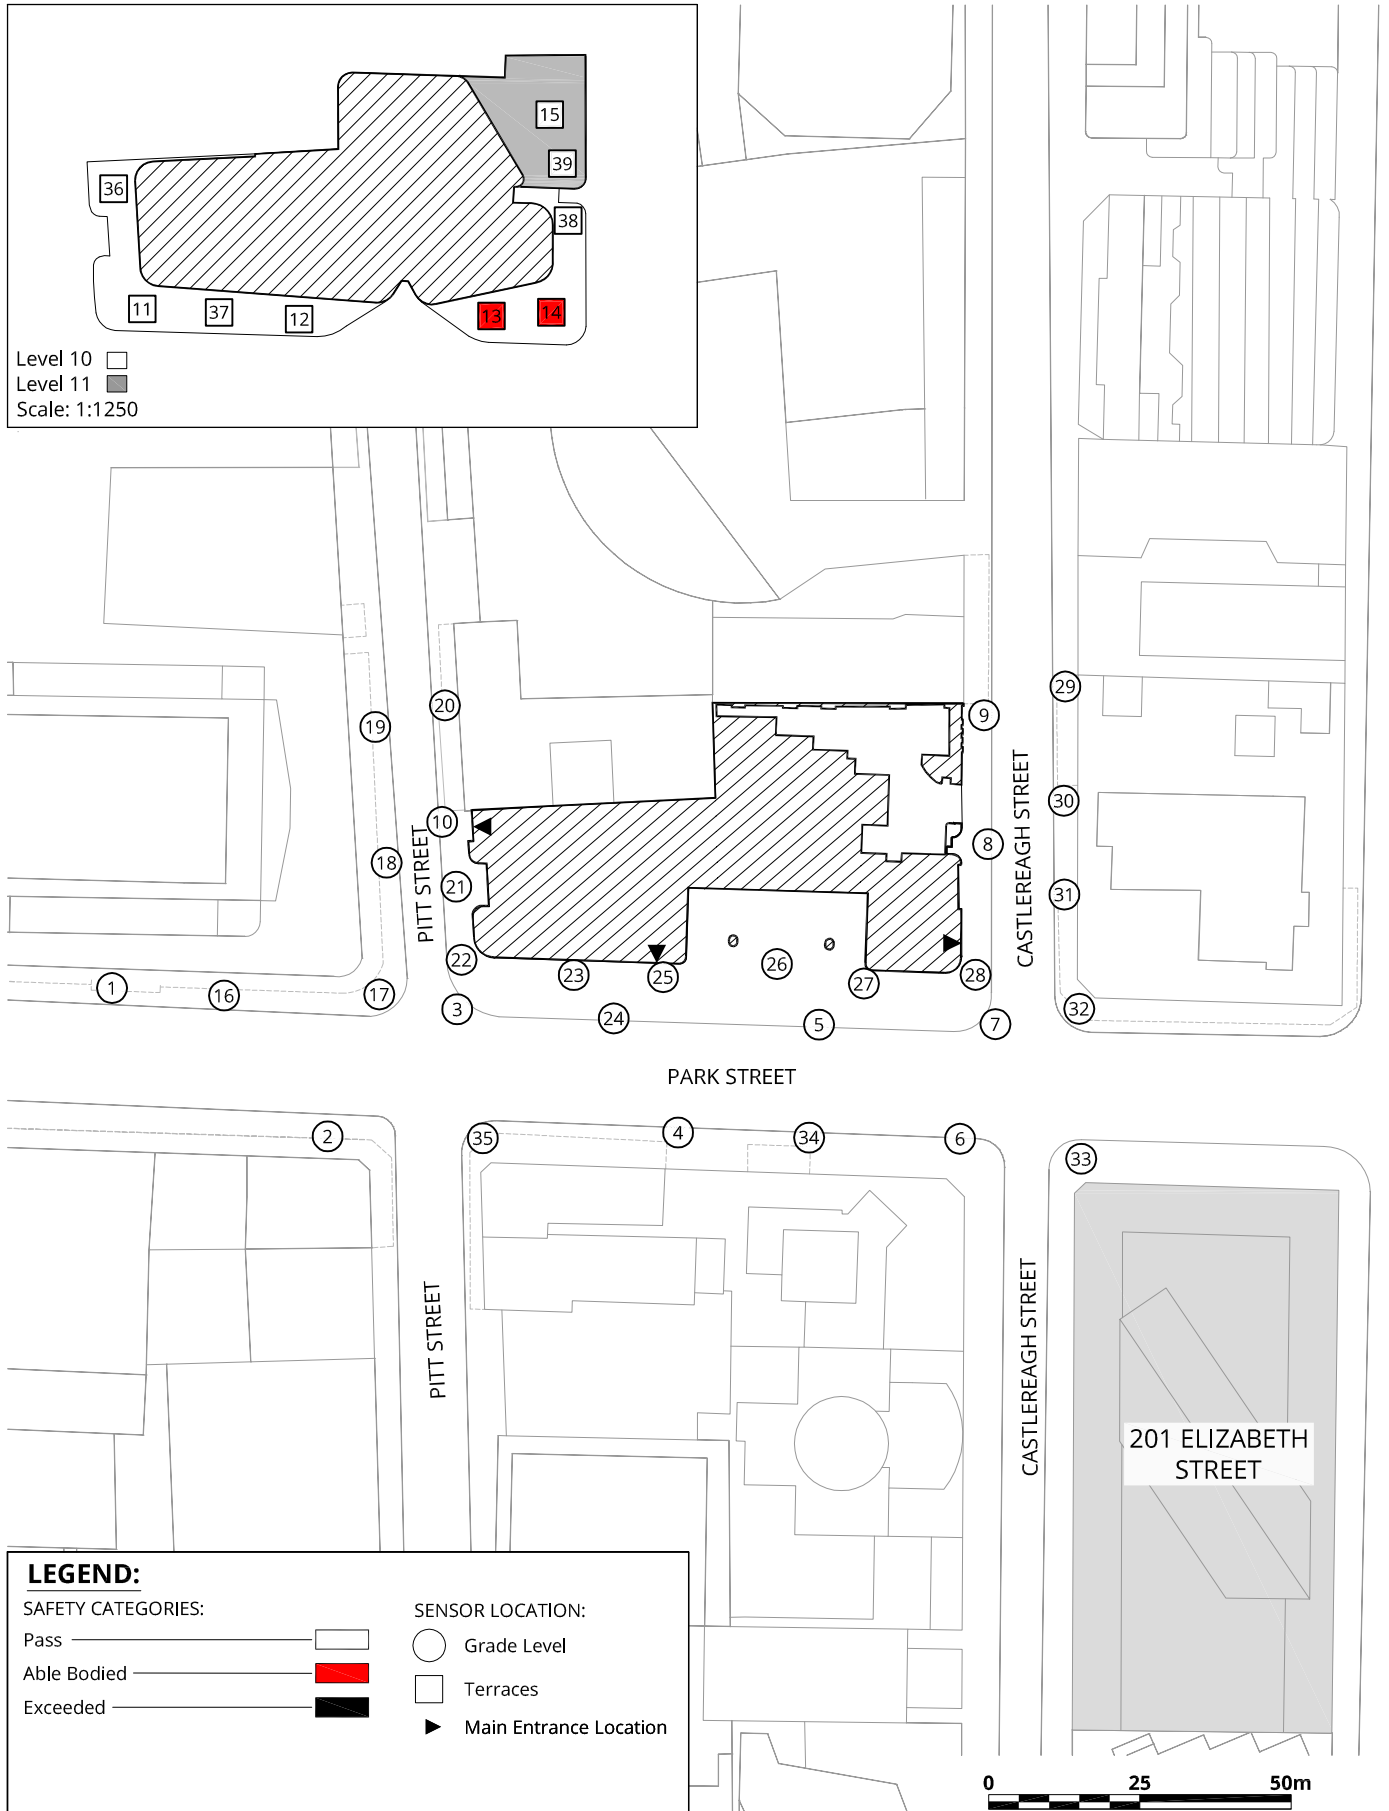 15
39
36
38
11
37
12
13
14
Level 10
Level 11
Scale: 1:1250
29
20
9
19
30
10
8
18
21
31
PITT STREET
CASTLEREAGH STREET
22
23
25
26
27
28
1
16
17
3
24
5
7
32
PARK STREET
2
35
4
34
6
33
PITT STREET
CASTLEREAGH STREET
201 ELIZABETH
STREET
LEGEND:
SAFETY CATEGORIES:
Pass
Able Bodied
Exceeded
SENSOR LOCATION:
Grade Level
Terraces
Main Entrance Location
0 25 50m